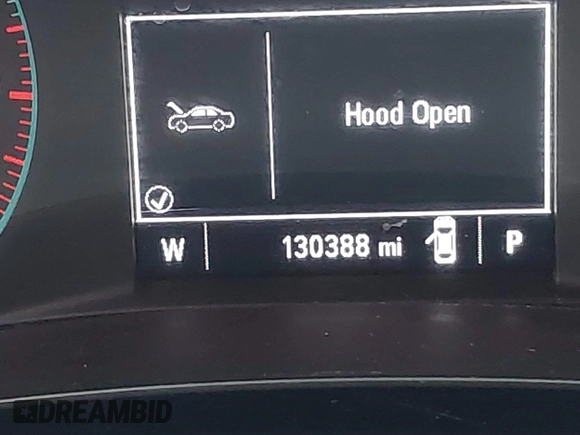 Hood Open
W 130388 mi P
DREAMBID